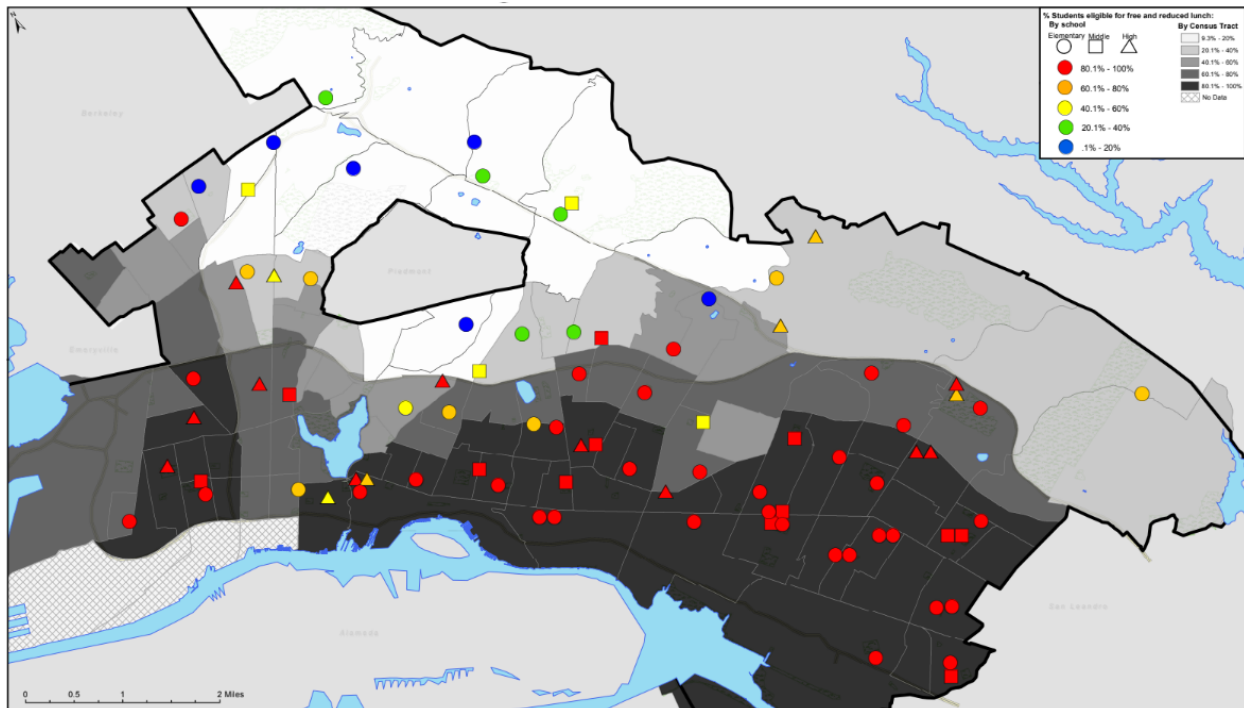 N
% Students eligible for free and reduced lunch:
By school
By Census Tract
Elementary Middle High
80.1% - 100%
60.1% - 80%
40.1% - 60%
20.1% - 40%
.1% - 20%
9.3% - 20%
20.1% - 40%
40.1% - 60%
60.1% - 80%
80.1% - 100%
No Data
Berkeley
Piedmont
Emeryville
Alameda
San Leandro
0 0.5 1 2 Miles